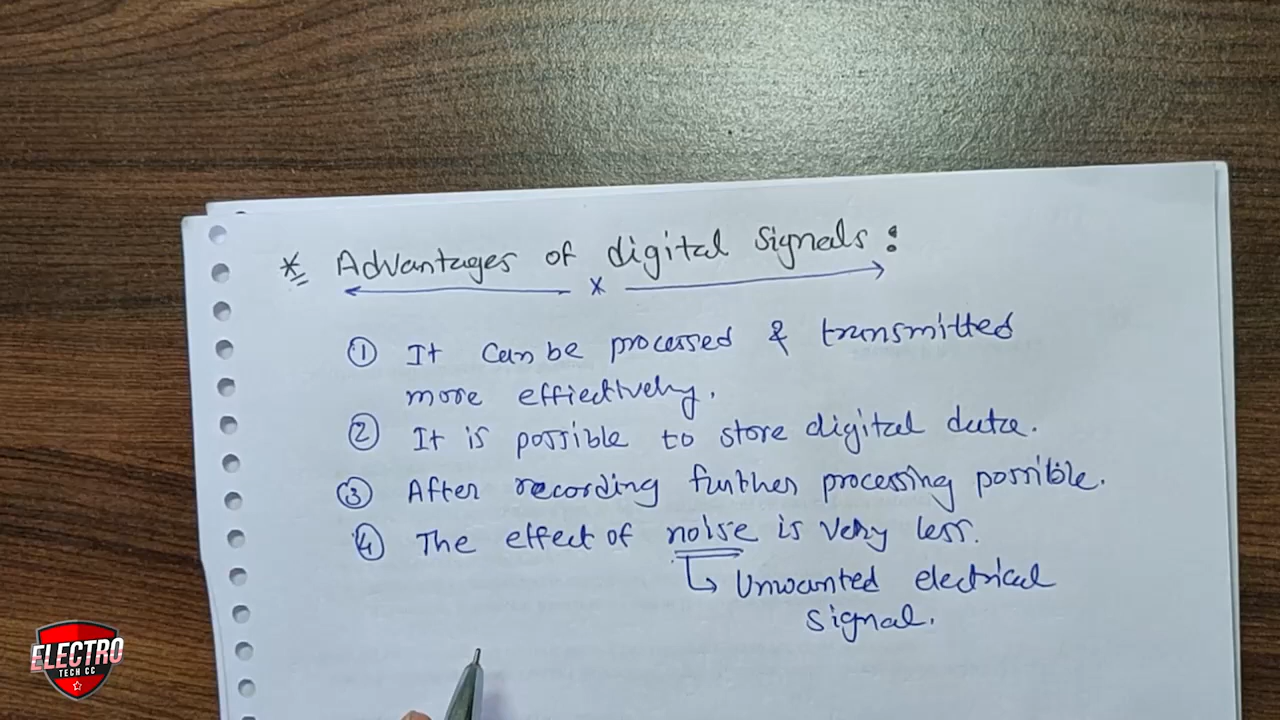 * Advantages of digital signals :
x
① It can be processed & transmitted
more effiectively.
② It is possible to store digital data.
③ After recording further processing possible.
④ The effect of noise is very less.
↳ Unwanted electrical
signal.
ELECTRO
TECH CC